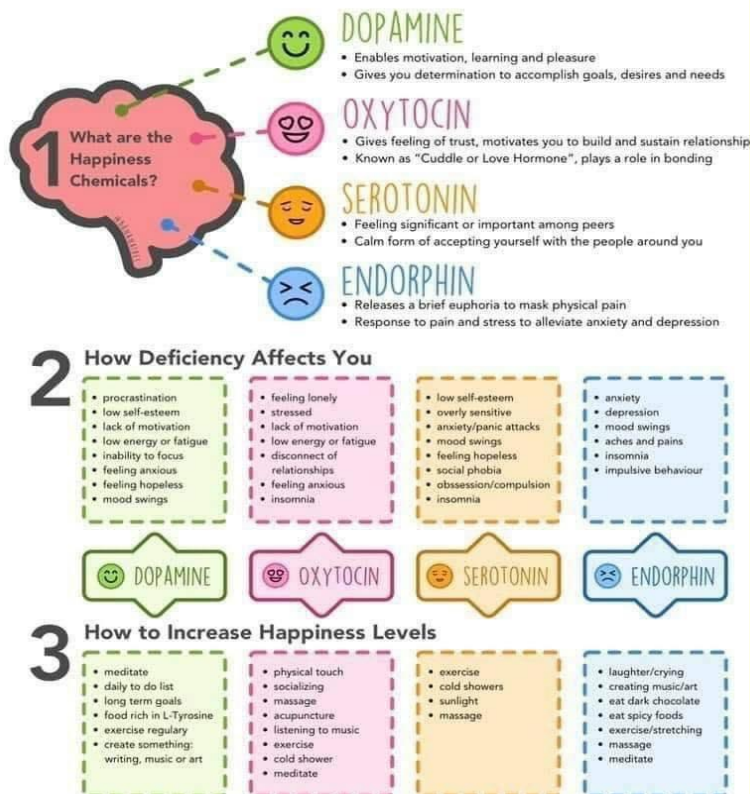 DOPAMINE
• Enables motivation, learning and pleasure
• Gives you determination to accomplish goals, desires and needs
1 What are the
Happiness
Chemicals?
OXYTOCIN
• Gives feeling of trust, motivates you to build and sustain relationship
• Known as "Cuddle or Love Hormone", plays a role in bonding
SEROTONIN
• Feeling significant or important among peers
• Calm form of accepting yourself with the people around you
ENDORPHIN
• Releases a brief euphoria to mask physical pain
• Response to pain and stress to alleviate anxiety and depression
2 How Deficiency Affects You
• procrastination
• low self-esteem
• lack of motivation
• low energy or fatigue
• inability to focus
• feeling anxious
• feeling hopeless
• mood swings
• feeling lonely
• stressed
• lack of motivation
• low energy or fatigue
• disconnect of
relationships
• feeling anxious
• insomnia
• low self-esteem
• overly sensitive
• anxiety/panic attacks
• mood swings
• feeling hopeless
• social phobia
• obssession/compulsion
• insomnia
• anxiety
• depression
• mood swings
• aches and pains
• insomnia
• impulsive behaviour
DOPAMINE
OXYTOCIN
SEROTONIN
ENDORPHIN
3 How to Increase Happiness Levels
• meditate
• daily to do list
• long term goals
• food rich in L-Tyrosine
• exercise regulary
• create something:
writing, music or art
• physical touch
• socializing
• massage
• acupuncture
• listening to music
• exercise
• cold shower
• meditate
• exercise
• cold showers
• sunlight
• massage
• laughter/crying
• creating music/art
• eat dark chocolate
• eat spicy foods
• exercise/stretching
• massage
• meditate